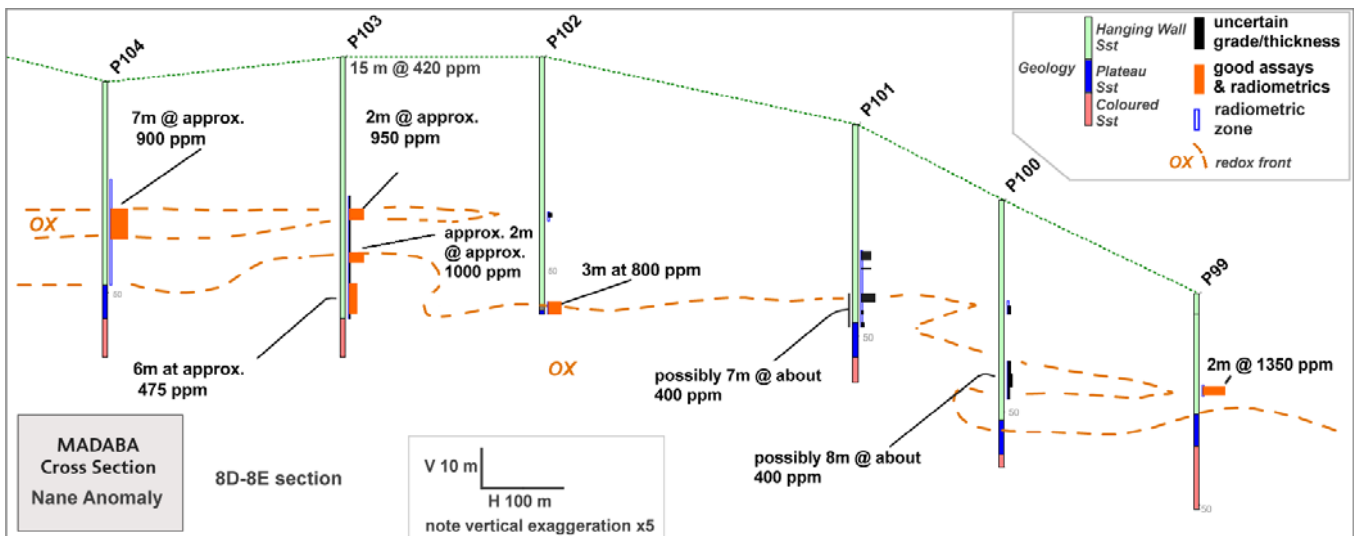 P104
P103
P102
P101
P100
P99
15 m @ 420 ppm
7m @ approx.
900 ppm
2m @ approx.
950 ppm
approx. 2m
@ approx.
1000 ppm
3m at 800 ppm
6m at approx.
475 ppm
possibly 7m @ about
400 ppm
possibly 8m @ about
400 ppm
2m @ 1350 ppm
OX
OX
50
50
50
50
50
Geology
Hanging Wall
Sst
Plateau
Sst
Coloured
Sst
uncertain
grade/thickness
good assays
& radiometrics
radiometric
zone
OX
redox front
MADABA
Cross Section
Nane Anomaly
8D-8E section
V 10 m
H 100 m
note vertical exaggeration x5